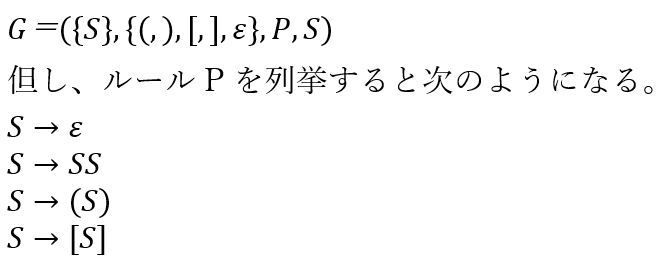 G＝({S},{(,),[,],ε},P,S)
但し、ルール P を列挙すると次のようになる。
S → ε
S → SS
S → (S)
S → [S]